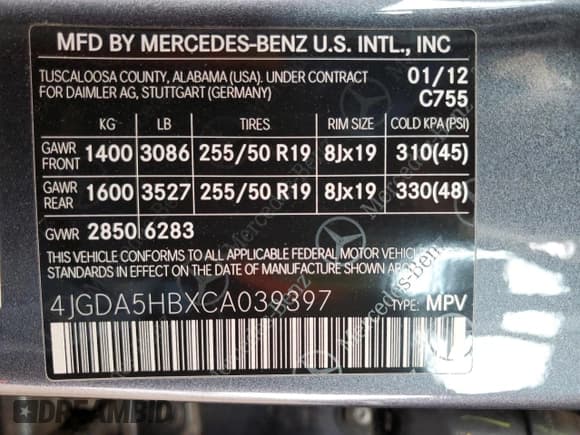 MFD BY MERCEDES-BENZ U.S. INTL., INC
TUSCALOOSA COUNTY, ALABAMA (USA). UNDER CONTRACT 01/12
FOR DAIMLER AG, STUTTGART (GERMANY) C755
KG LB TIRES RIM SIZE COLD KPA (PSI)
GAWR FRONT 1400 3086 255/50 R19 8Jx19 310(45)
GAWR REAR 1600 3527 255/50 R19 8Jx19 330(48)
GVWR 2850 6283
THIS VEHICLE CONFORMS TO ALL APPLICABLE FEDERAL MOTOR VEHICLE
IN EFFECT ON THE DATE OF MANUFACTURE SHOWN ABOVE.
4JGDA5HBXCA039397 TYPE: MPV
DREAMBID